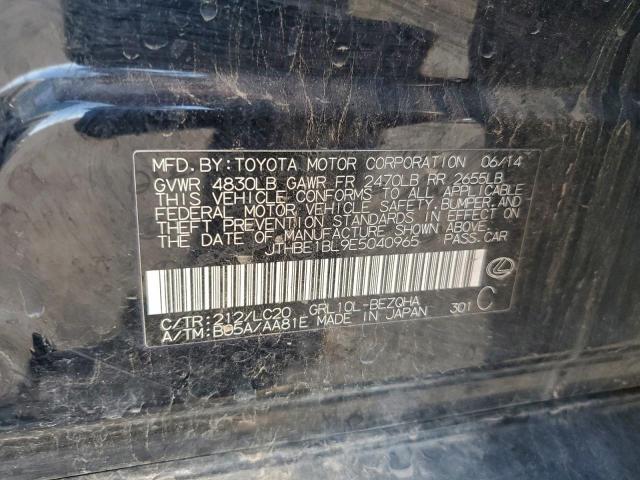 MFD. BY: TOYOTA MOTOR CORPORATION 06/14
GVWR 4830LB GAWR FR 2470LB RR 2655LB
THIS VEHICLE CONFORMS TO ALL APPLICABLE
FEDERAL MOTOR VEHICLE SAFETY, BUMPER, AND
THEFT PREVENTION STANDARDS IN EFFECT ON
THE DATE OF MANUFACTURE SHOWN ABOVE.
JTHBE1BL9E5040965 PASS.CAR
C/TR:212/LC20 GRL10L-BEZQHA
A/TM:B05A/AA81E MADE IN JAPAN 301 C